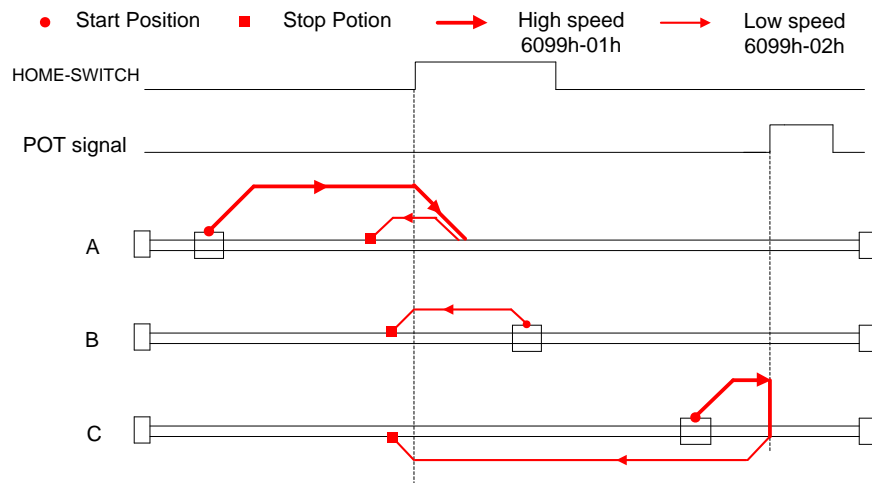 Start Position
Stop Potion
High speed
6099h-01h
Low speed
6099h-02h
HOME-SWITCH
POT signal
A
B
C